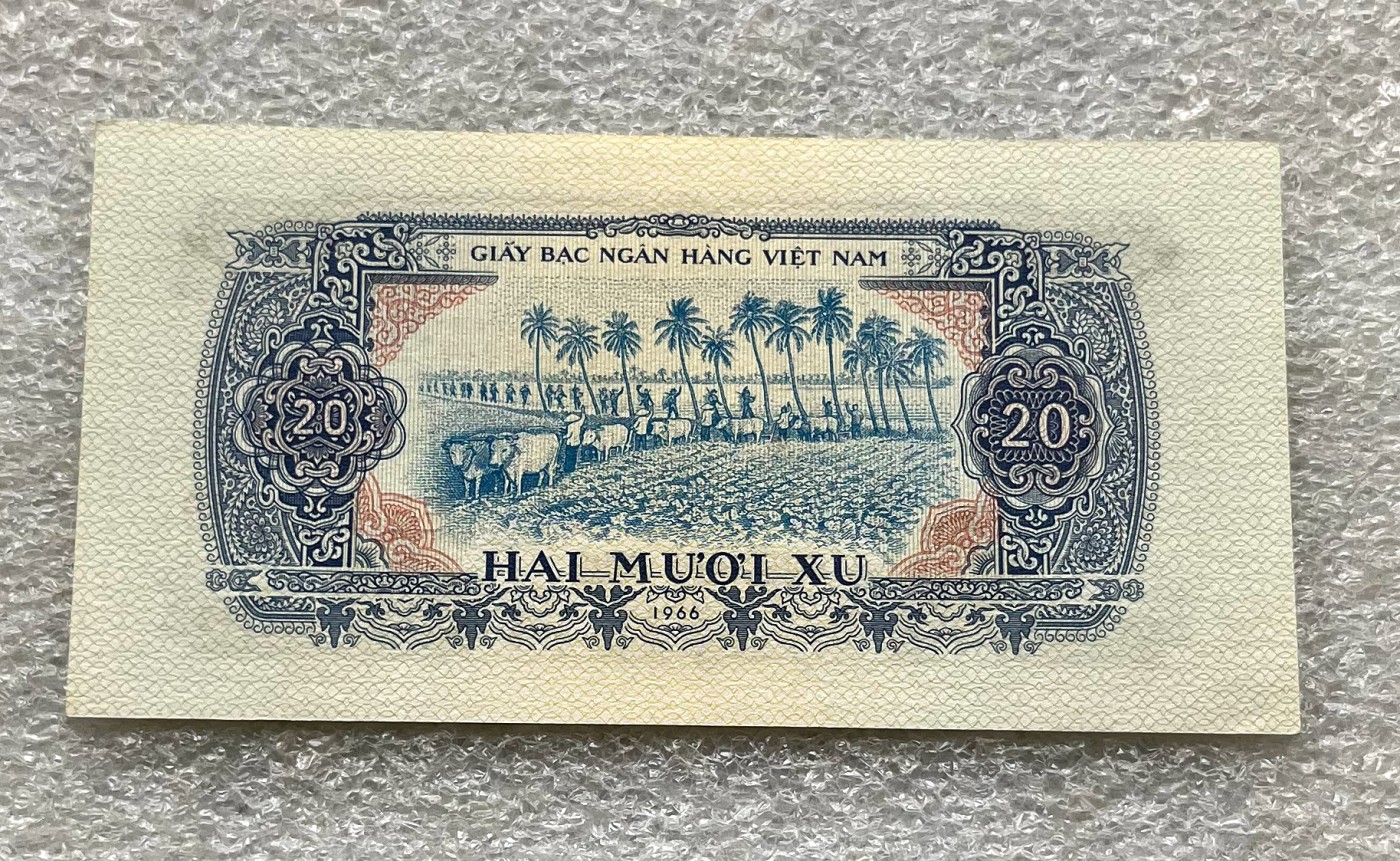 GIẤY BẠC NGÂN HÀNG VIỆT NAM
20
20
HAI MƯƠI XU
1966